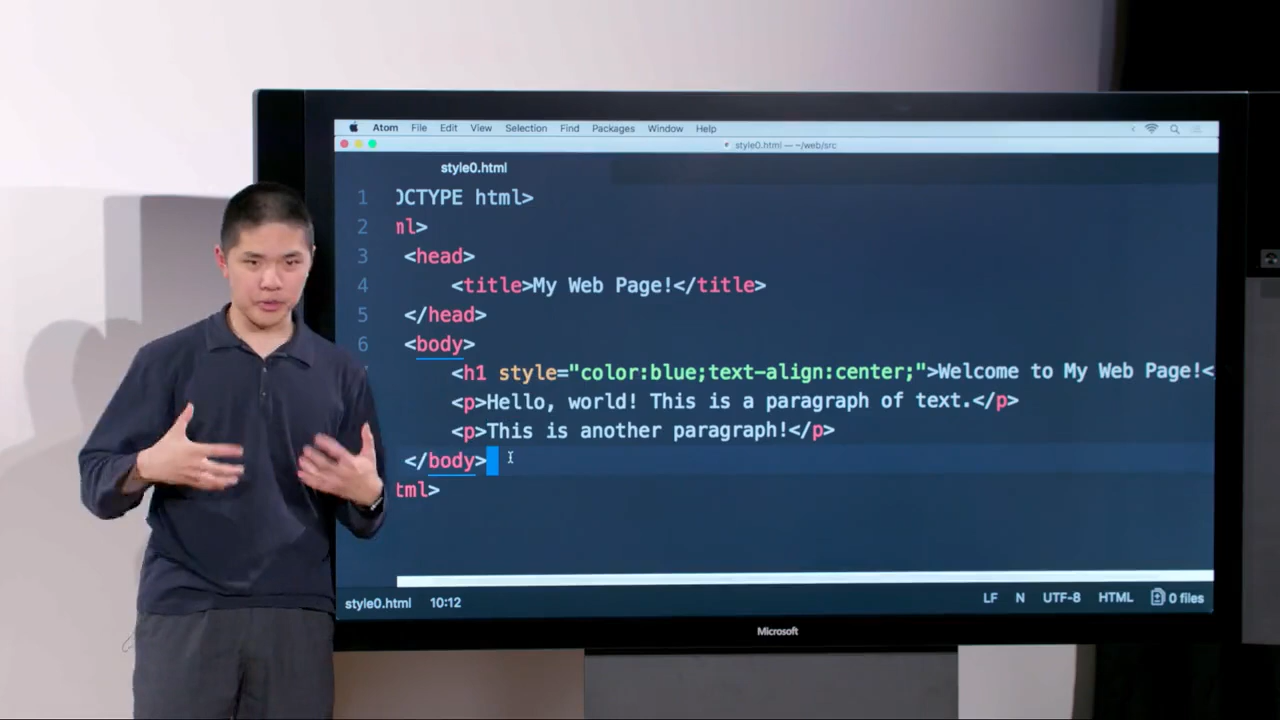 Atom File Edit View Selection Find Packages Window Help
style0.html — ~/web/src
style0.html
1 OCTYPE html>
2 ml>
3 <head>
4 <title>My Web Page!</title>
5 </head>
6 <body>
<h1 style="color:blue;text-align:center;">Welcome to My Web Page!<
<p>Hello, world! This is a paragraph of text.</p>
<p>This is another paragraph!</p>
</body>
tml>
style0.html 10:12 LF N UTF-8 HTML 0 files
Microsoft